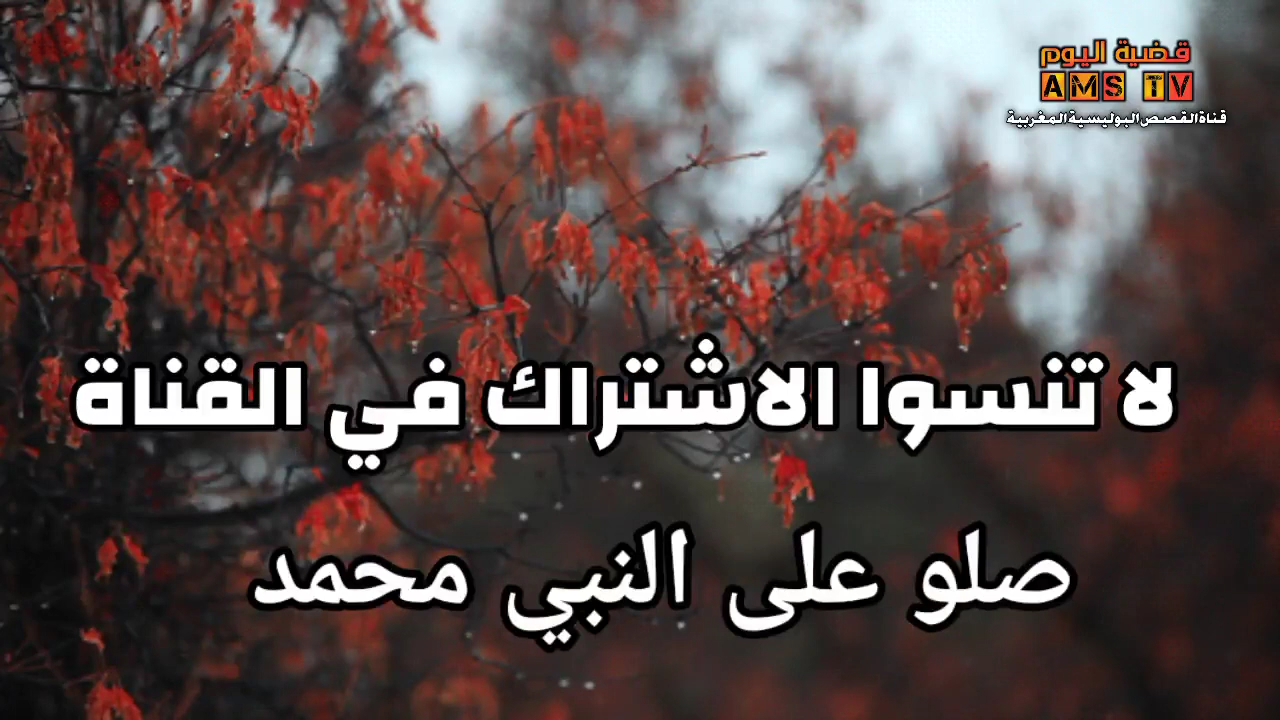 قضية اليوم
AMS TV
قناة القصص البوليسية المغربية
لا تنسوا الاشتراك في القناة
صلو على النبي محمد